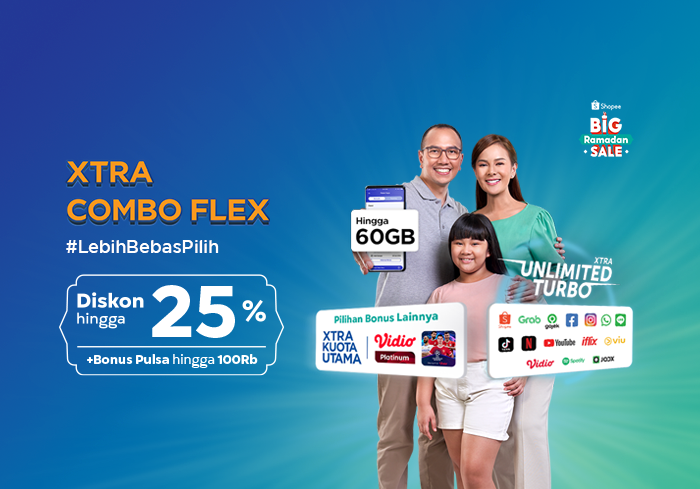 Shopee
BIG
Ramadan
SALE
XTRA
COMBO FLEX
#LebihBebasPilih
Diskon
hingga
25%
+Bonus Pulsa hingga 100Rb
Hingga
60GB
XTRA
UNLIMITED
TURBO
Pilihan Bonus Lainnya
XTRA
KUOTA
UTAMA
Vidio
Platinum
Shopee
Grab
gojek
YouTube
iflix
viu
Vidio
Spotify
JOOX